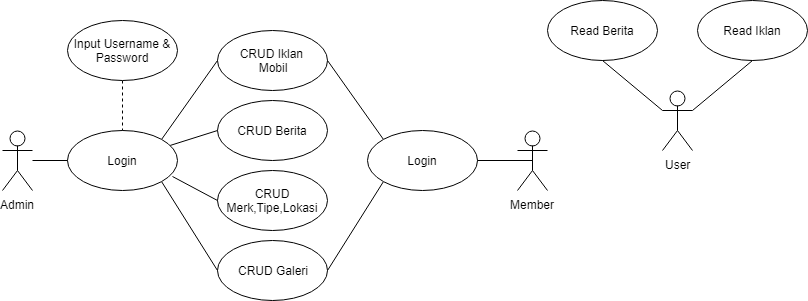 Input Username &
Password
CRUD Iklan
Mobil
Read Berita
Read Iklan
CRUD Berita
Login
Login
User
CRUD
Merk,Tipe,Lokasi
Admin
Member
CRUD Galeri